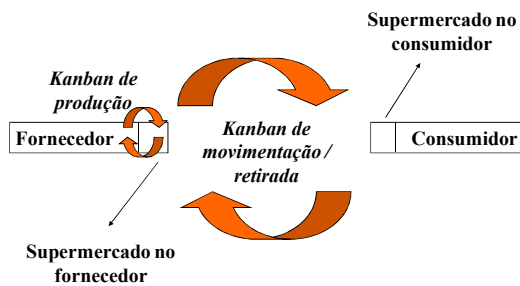 Supermercado no
consumidor
Kanban de
produção
Fornecedor
Kanban de
movimentação /
retirada
Consumidor
Supermercado no
fornecedor